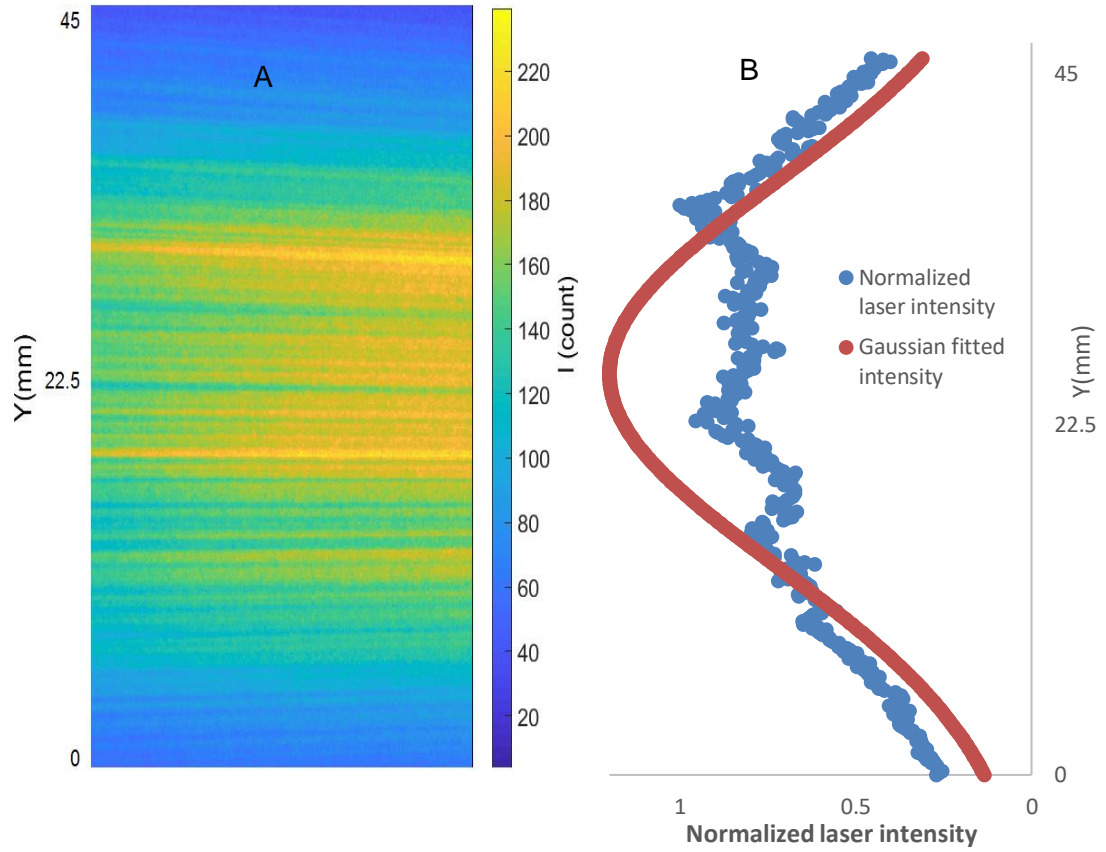 A
45
22.5
0
Y(mm)
220
200
180
160
140
120
100
80
60
40
20
I (count)
B
Normalized
laser intensity
Gaussian fitted
intensity
45
22.5
0
Y(mm)
1
0.5
0
Normalized laser intensity